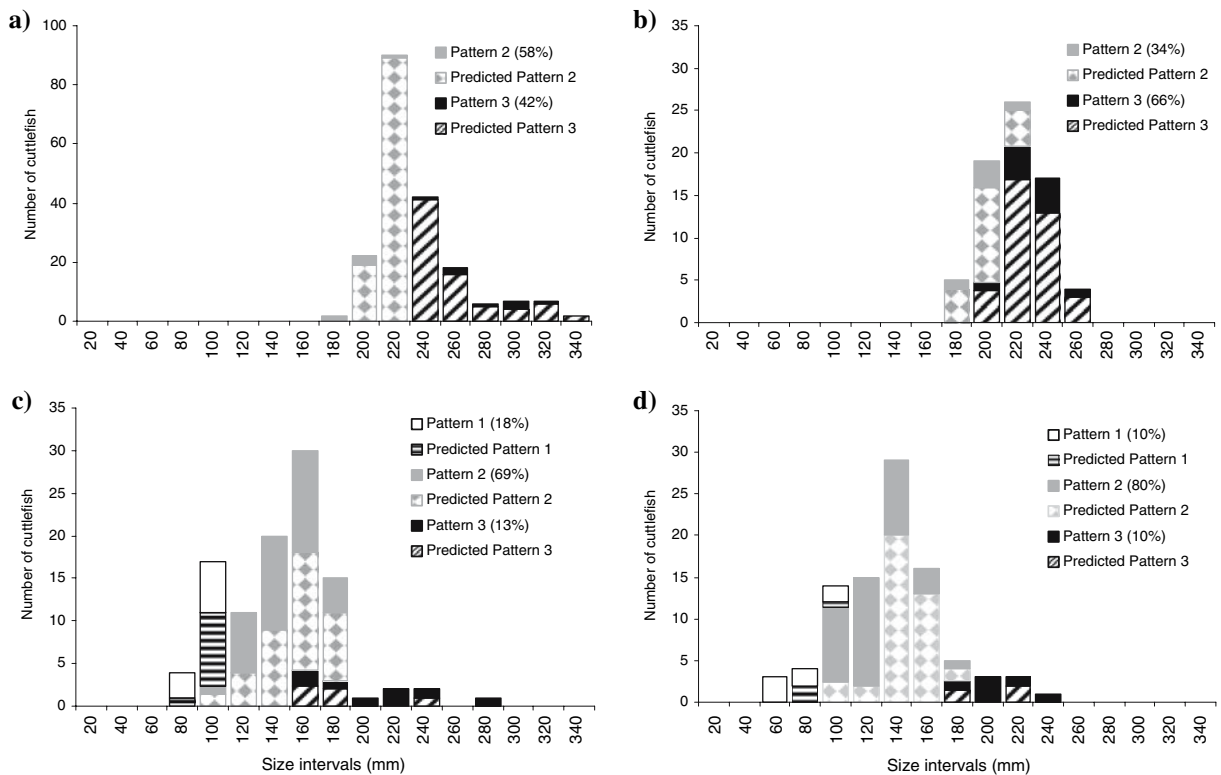 a)
100
80
60
40
20
0
Number of cuttlefish
Pattern 2 (58%)
Predicted Pattern 2
Pattern 3 (42%)
Predicted Pattern 3
20 40 60 80 100 120 140 160 180 200 220 240 260 280 300 320 340
b)
35
30
25
20
15
10
5
0
Number of cuttlefish
Pattern 2 (34%)
Predicted Pattern 2
Pattern 3 (66%)
Predicted Pattern 3
20 40 60 80 100 120 140 160 180 200 220 240 260 280 300 320 340
c)
35
30
25
20
15
10
5
0
Number of cuttlefish
Pattern 1 (18%)
Predicted Pattern 1
Pattern 2 (69%)
Predicted Pattern 2
Pattern 3 (13%)
Predicted Pattern 3
20 40 60 80 100 120 140 160 180 200 220 240 260 280 300 320 340
Size intervals (mm)
d)
35
30
25
20
15
10
5
0
Number of cuttlefish
Pattern 1 (10%)
Predicted Pattern 1
Pattern 2 (80%)
Predicted Pattern 2
Pattern 3 (10%)
Predicted Pattern 3
20 40 60 80 100 120 140 160 180 200 220 240 260 280 300 320 340
Size intervals (mm)